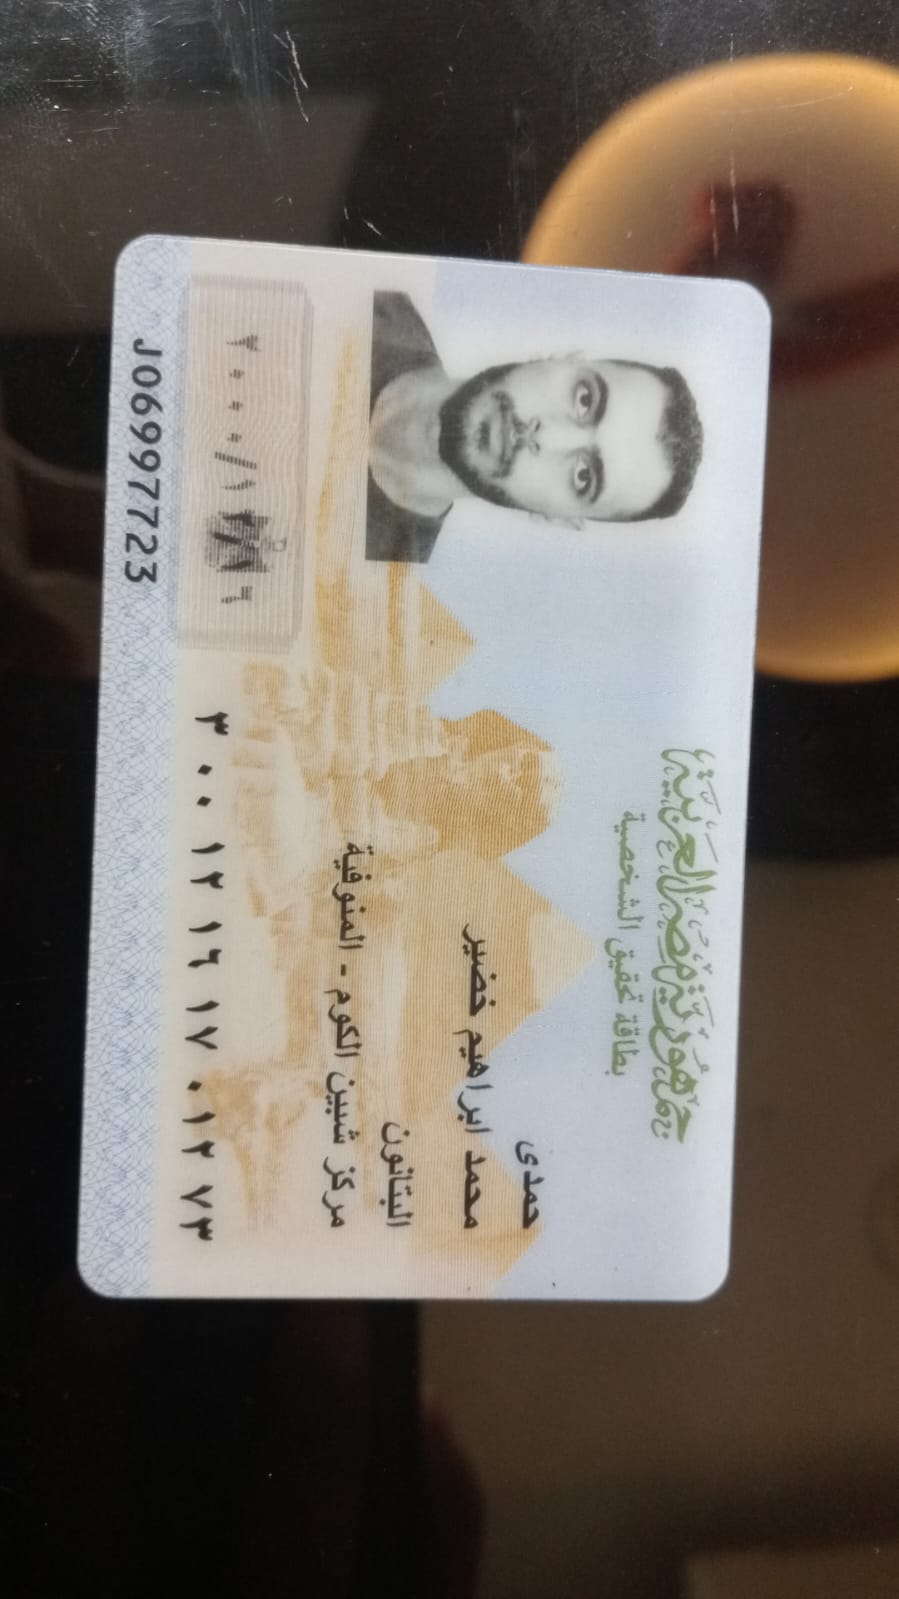 جمهورية مصر العربية
بطاقة تحقيق الشخصية
حمدى
محمد ابراهيم خضير
البتانون
مركز شبين الكوم - المنوفية
٣٠٠١٢١٦١٧٠١٢٧٣
J06997723